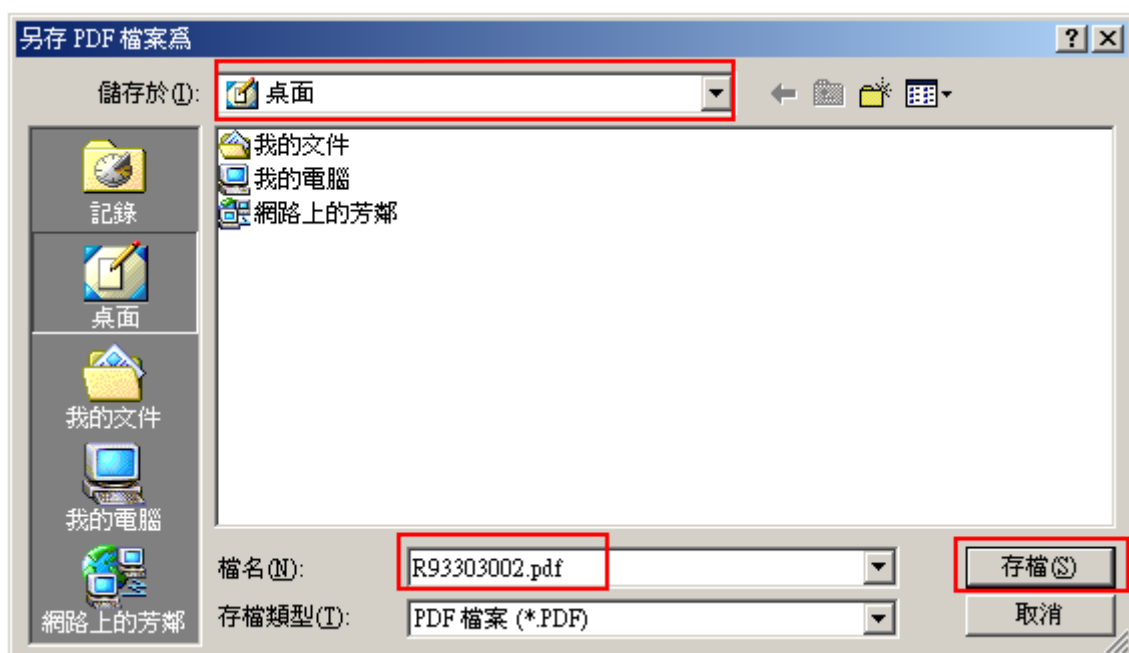 另存 PDF 檔案為
儲存於(I):
桌面
記錄
桌面
我的文件
我的電腦
網路上的芳鄰
我的文件
我的電腦
網路上的芳鄰
檔名(N):
R93303002.pdf
存檔(S)
存檔類型(T):
PDF 檔案 (*.PDF)
取消